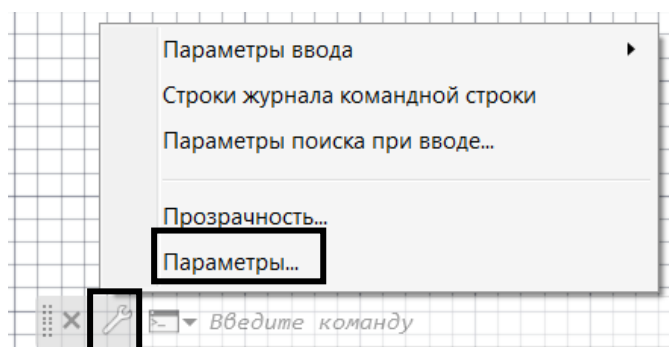 Параметры ввода
Строки журнала командной строки
Параметры поиска при вводе...
Прозрачность...
Параметры...
Введите команду